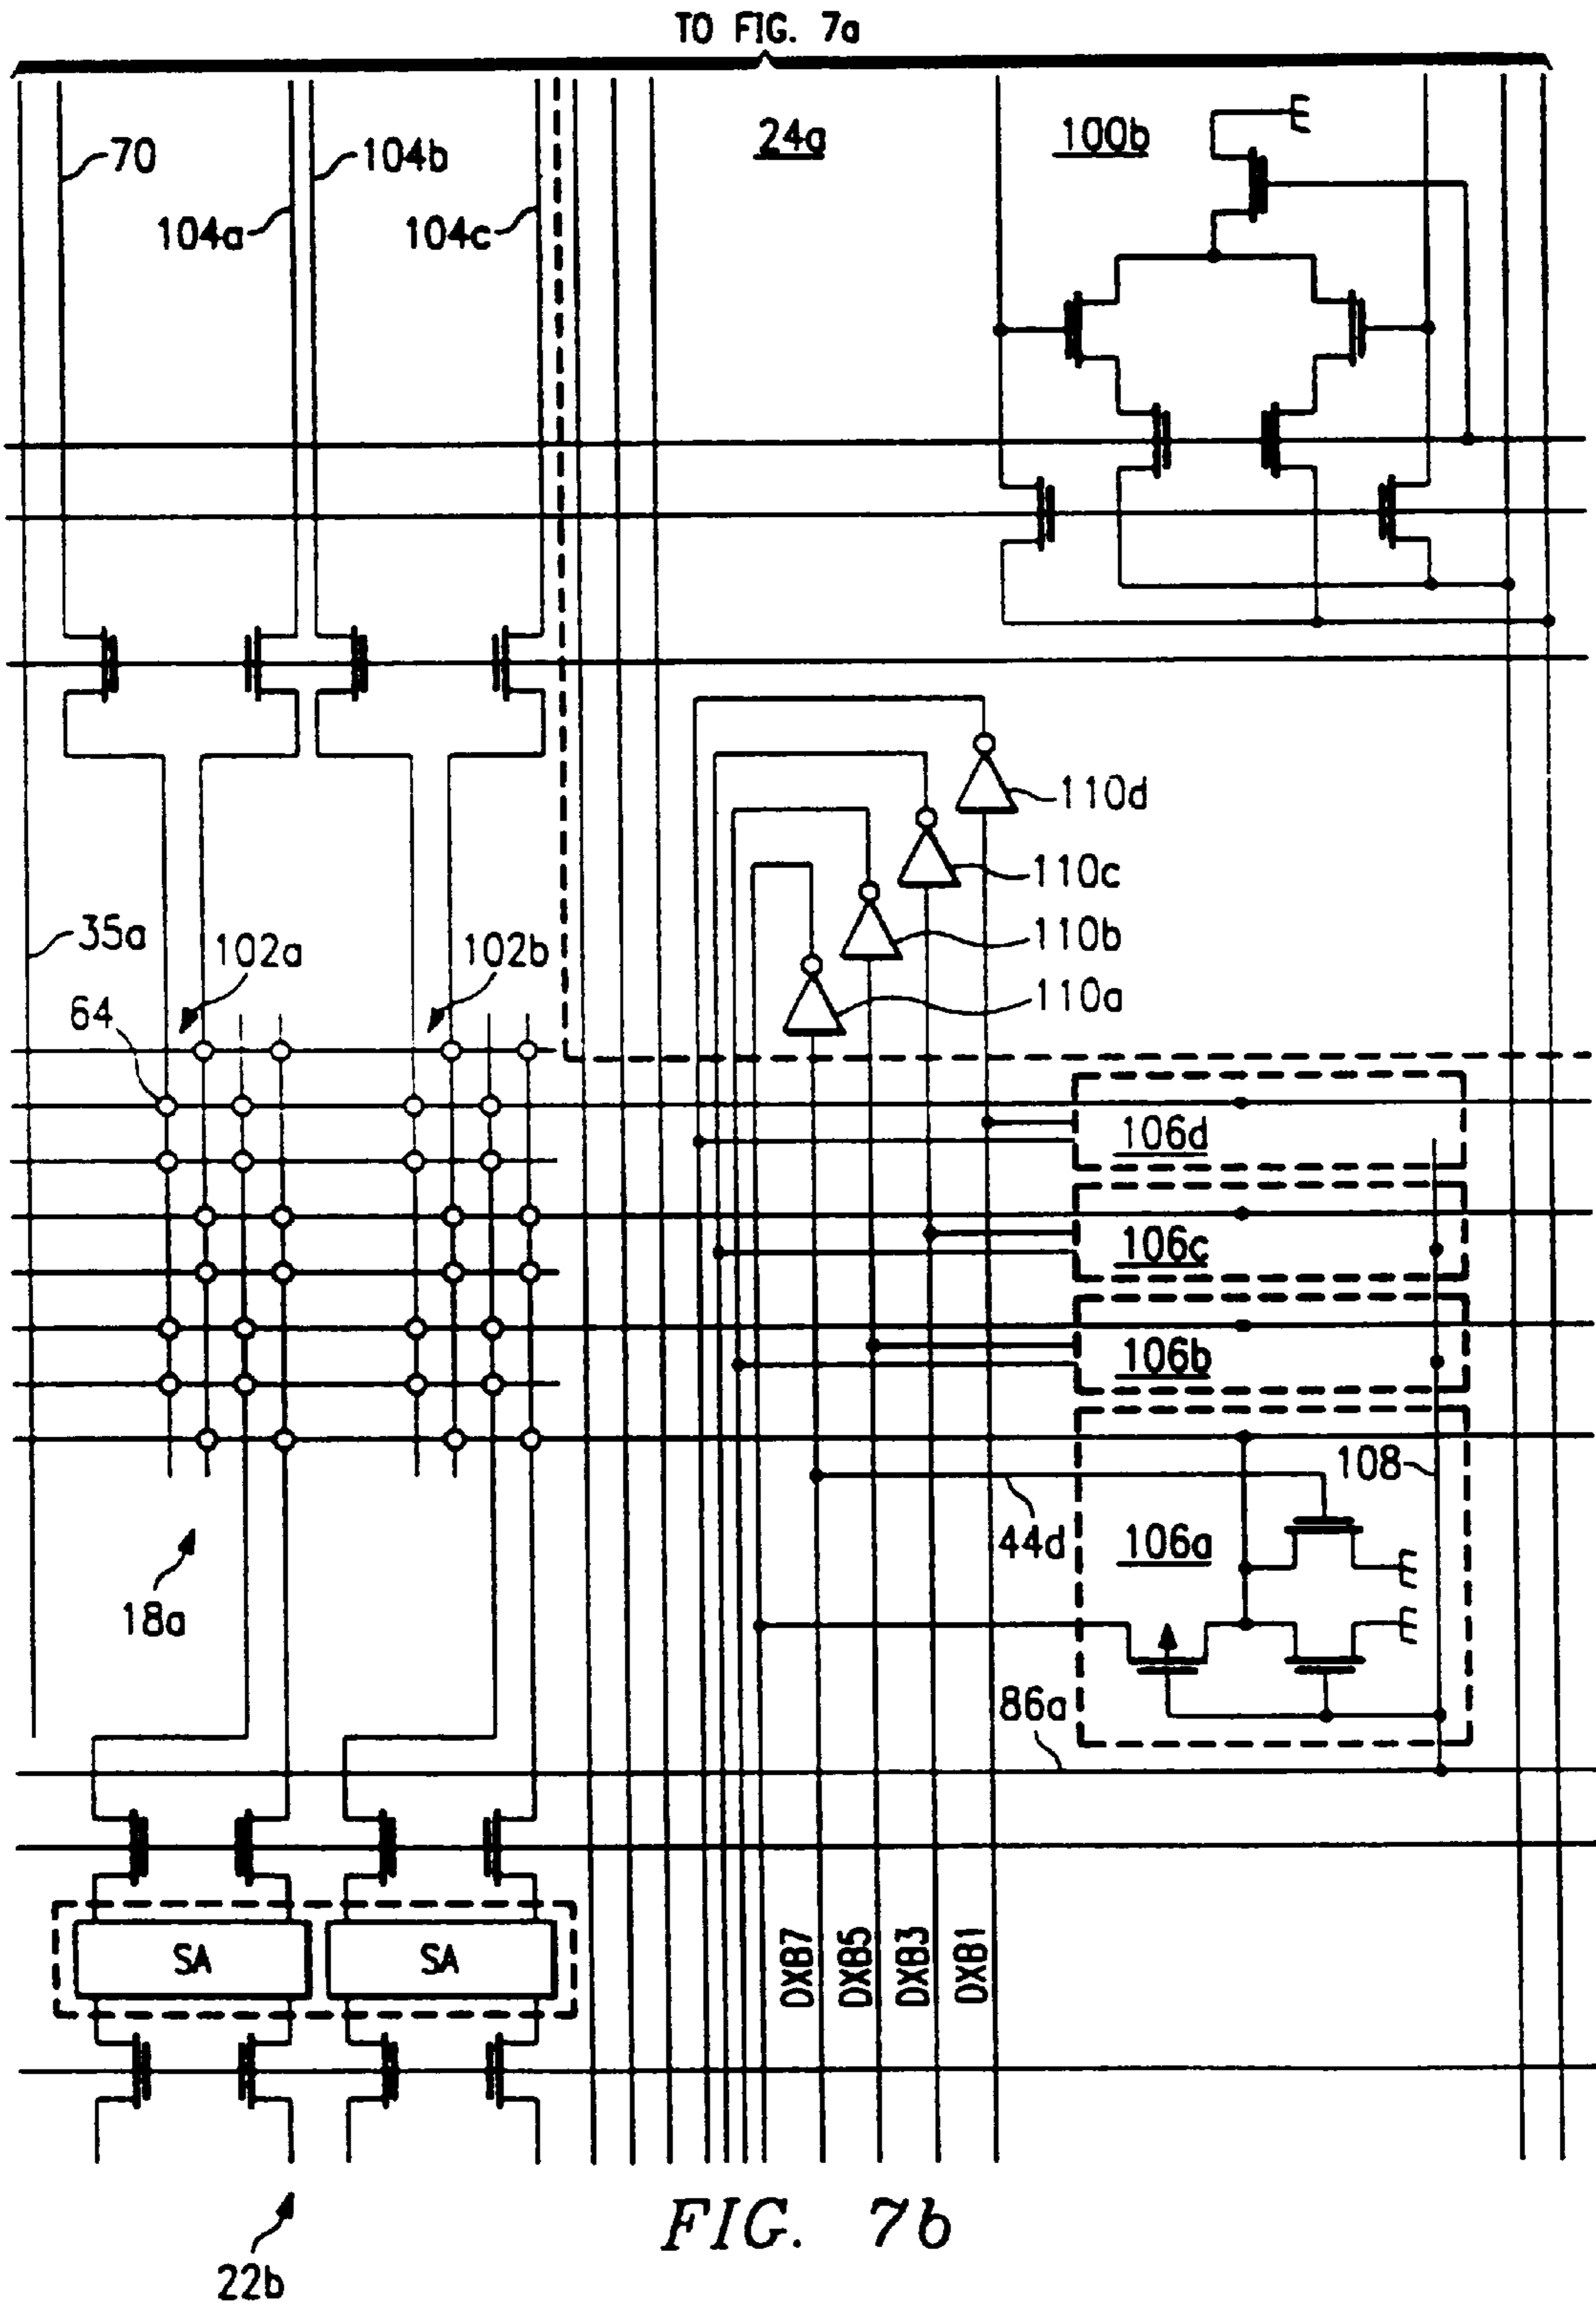 TO FIG. 7a
70
104b
24a
100b
104a
104c
110d
110c
35a
102a
102b
110b
64
110a
106d
106c
106b
108
44d
106a
18a
86a
SA
SA
DXB7
DXB5
DXB3
DXB1
FIG. 7b
22b